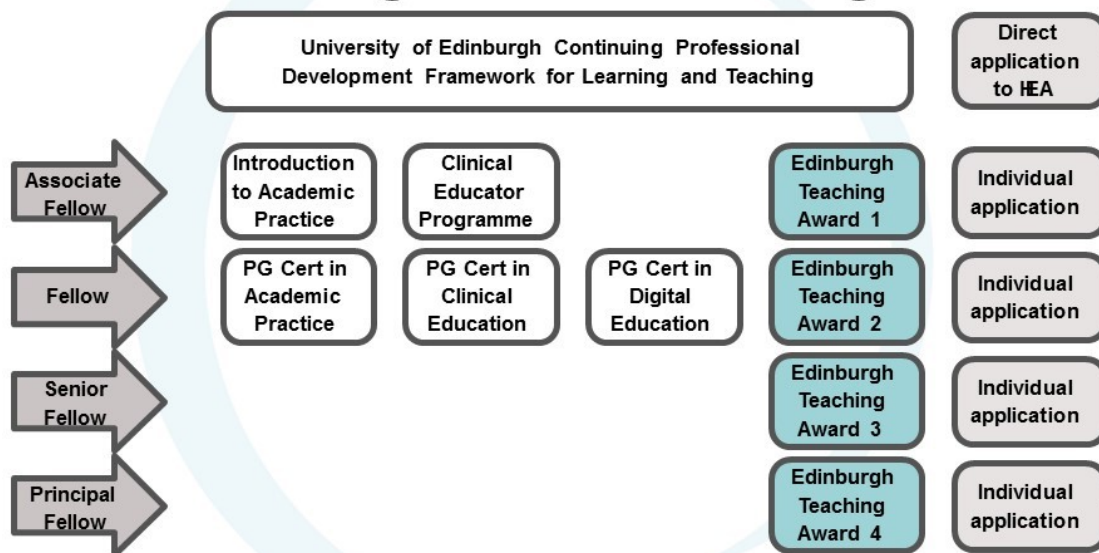 University of Edinburgh Continuing Professional
Development Framework for Learning and Teaching
Direct
application
to HEA
Associate
Fellow
Introduction
to Academic
Practice
Clinical
Educator
Programme
Edinburgh
Teaching
Award 1
Individual
application
Fellow
PG Cert in
Academic
Practice
PG Cert in
Clinical
Education
PG Cert in
Digital
Education
Edinburgh
Teaching
Award 2
Individual
application
Senior
Fellow
Edinburgh
Teaching
Award 3
Individual
application
Principal
Fellow
Edinburgh
Teaching
Award 4
Individual
application